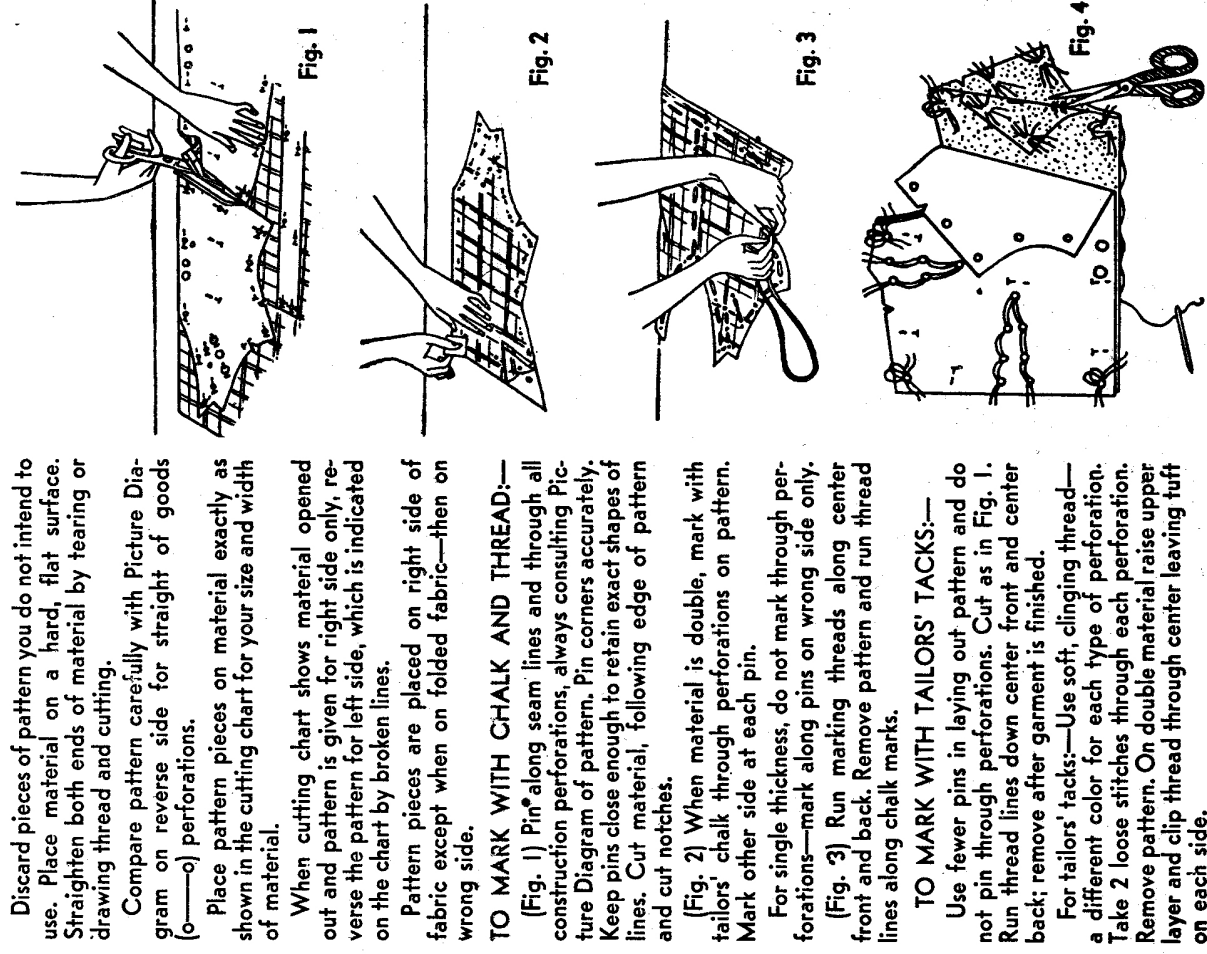 Discard pieces of pattern you do not intend to
use. Place material on a hard, flat surface.
Straighten both ends of material by tearing or
drawing thread and cutting.
Compare pattern carefully with Picture Dia-
gram on reverse side for straight of goods
(o——o) perforations.
Place pattern pieces on material exactly as
shown in the cutting chart for your size and width
of material.
When cutting chart shows material opened
out and pattern is given for right side only, re-
verse the pattern for left side, which is indicated
on the chart by broken lines.
Pattern pieces are placed on right side of
fabric except when on folded fabric—then on
wrong side.
TO MARK WITH CHALK AND THREAD:—
(Fig. 1) Pin along seam lines and through all
construction perforations, always consulting Pic-
ture Diagram of pattern. Pin corners accurately.
Keep pins close enough to retain exact shapes of
lines. Cut material, following edge of pattern
and cut notches.
(Fig. 2) When material is double, mark with
tailors' chalk through perforations on pattern.
Mark other side at each pin.
For single thickness, do not mark through per-
forations—mark along pins on wrong side only.
(Fig. 3) Run marking threads along center
front and back. Remove pattern and run thread
lines along chalk marks.
TO MARK WITH TAILORS' TACKS:—
Use fewer pins in laying out pattern and do
not pin through perforations. Cut as in Fig. 1.
Run thread lines down center front and center
back; remove after garment is finished.
For tailors' tacks:—Use soft, clinging thread—
a different color for each type of perforation.
Take 2 loose stitches through each perforation.
Remove pattern. On double material raise upper
layer and clip thread through center leaving tuft
on each side.
Fig. 1
Fig. 2
Fig. 3
Fig. 4